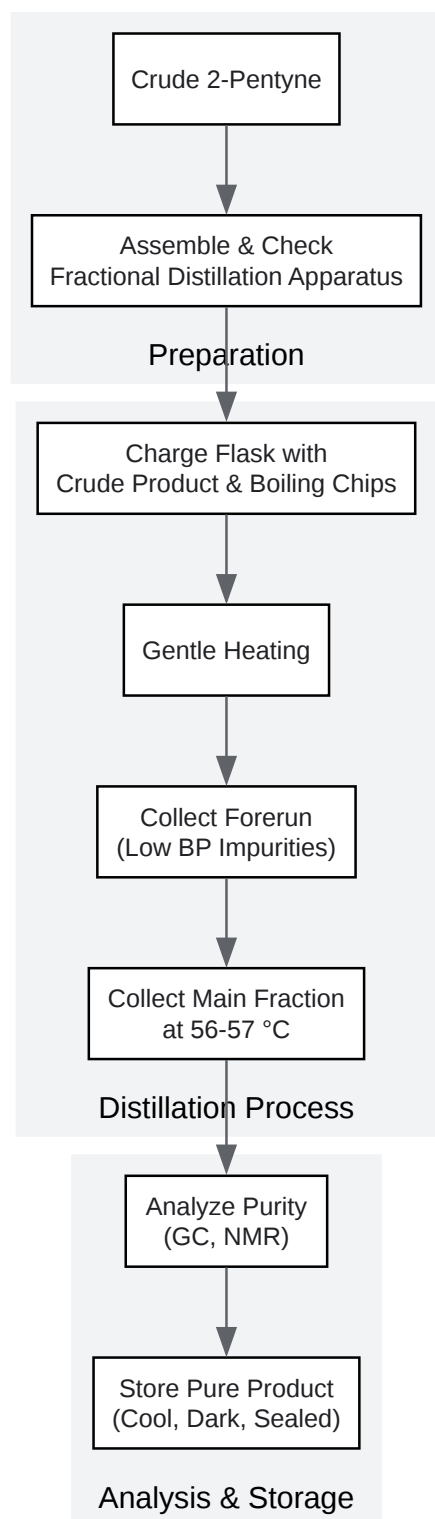 Crude 2-Pentyne
Assemble & Check
Fractional Distillation Apparatus
Preparation
Charge Flask with
Crude Product & Boiling Chips
Gentle Heating
Collect Forerun
(Low BP Impurities)
Collect Main Fraction
at 56-57 °C
Distillation Process
Analyze Purity
(GC, NMR)
Store Pure Product
(Cool, Dark, Sealed)
Analysis & Storage